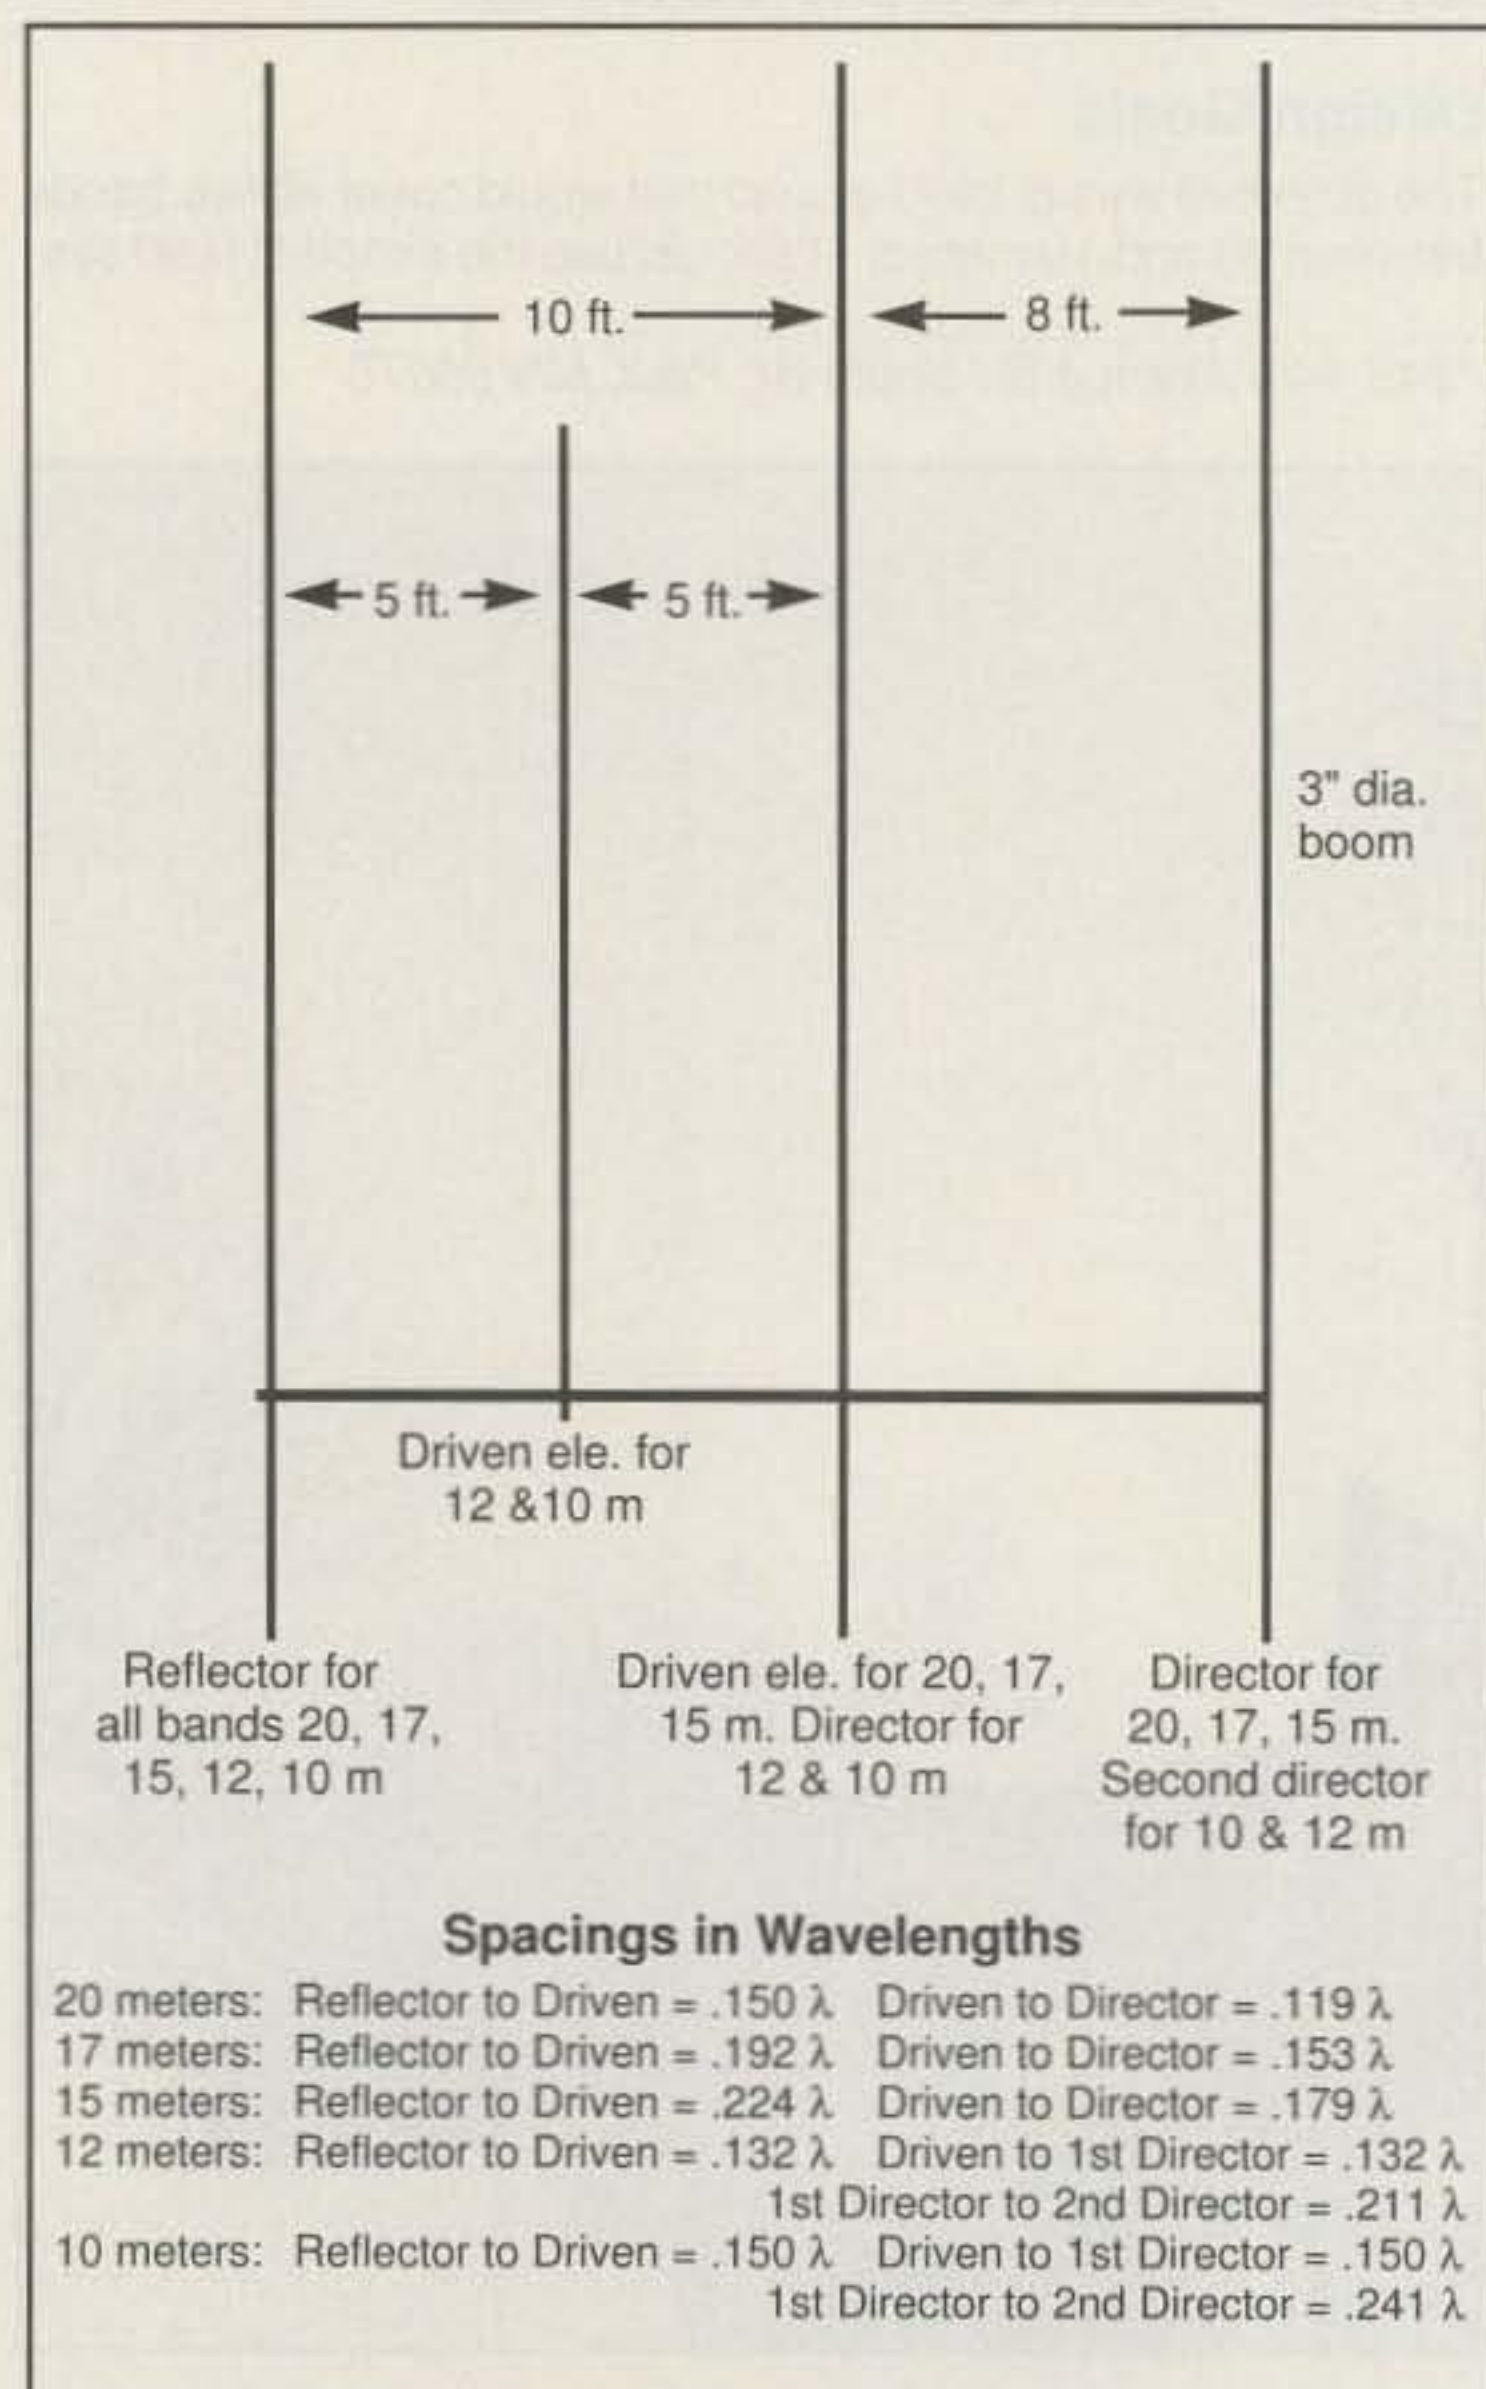 10 ft.
8 ft.
5 ft.
5 ft.
3" dia.
boom
Driven ele. for
12 &10 m
Reflector for
all bands 20, 17,
15, 12, 10 m
Driven ele. for 20, 17,
15 m. Director for
12 & 10 m
Director for
20, 17, 15 m.
Second director
for 10 & 12 m
Spacings in Wavelengths
20 meters: Reflector to Driven = .150 λ Driven to Director = .119 λ
17 meters: Reflector to Driven = .192 λ Driven to Director = .153 λ
15 meters: Reflector to Driven = .224 λ Driven to Director = .179 λ
12 meters: Reflector to Driven = .132 λ Driven to 1st Director = .132 λ
1st Director to 2nd Director = .211 λ
10 meters: Reflector to Driven = .150 λ Driven to 1st Director = .150 λ
1st Director to 2nd Director = .241 λ